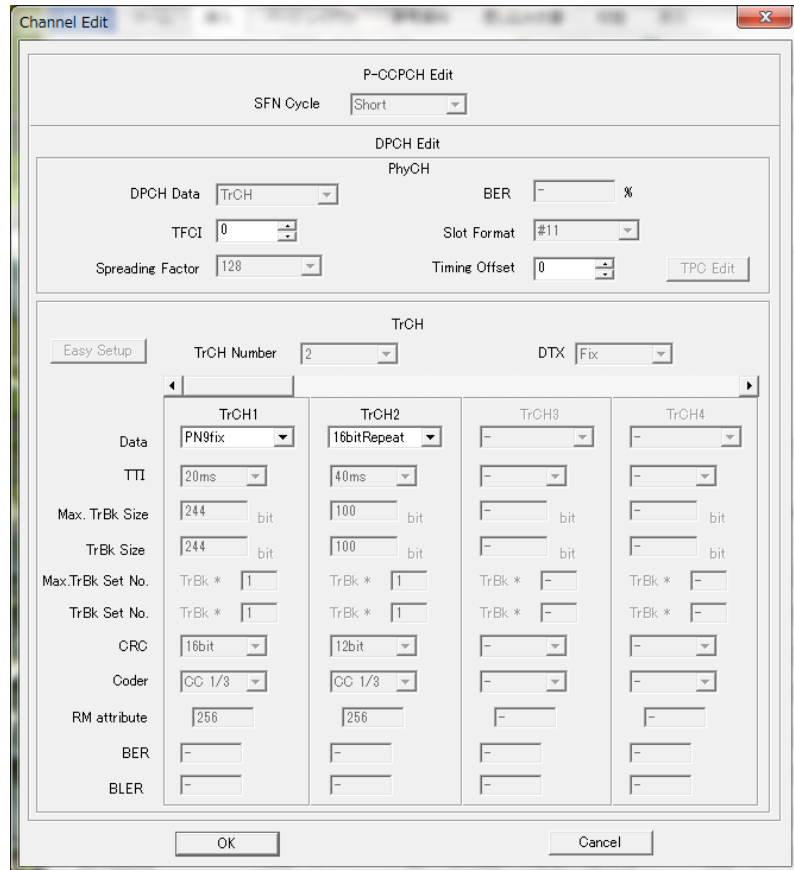 Channel Edit
P-CCPCH Edit
SFN Cycle Short
DPCH Edit
PhyCH
DPCH Data TrCH BER - %
TFCI 0 Slot Format #11
Spreading Factor 128 Timing Offset 0 TPC Edit
TrCH
Easy Setup TrCH Number 2 DTX Fix
TrCH1 TrCH2 TrCH3 TrCH4
Data PN9fix 16bitRepeat - -
TTI 20ms 40ms - -
Max. TrBk Size 244 bit 100 bit - bit - bit
TrBk Size 244 bit 100 bit - bit - bit
Max.TrBk Set No. TrBk * 1 TrBk * 1 TrBk * - TrBk * -
TrBk Set No. TrBk * 1 TrBk * 1 TrBk * - TrBk * -
CRC 16bit 12bit - -
Coder CC 1/3 CC 1/3 - -
RM attribute 256 256 - -
BER - - - -
BLER - - - -
OK Cancel